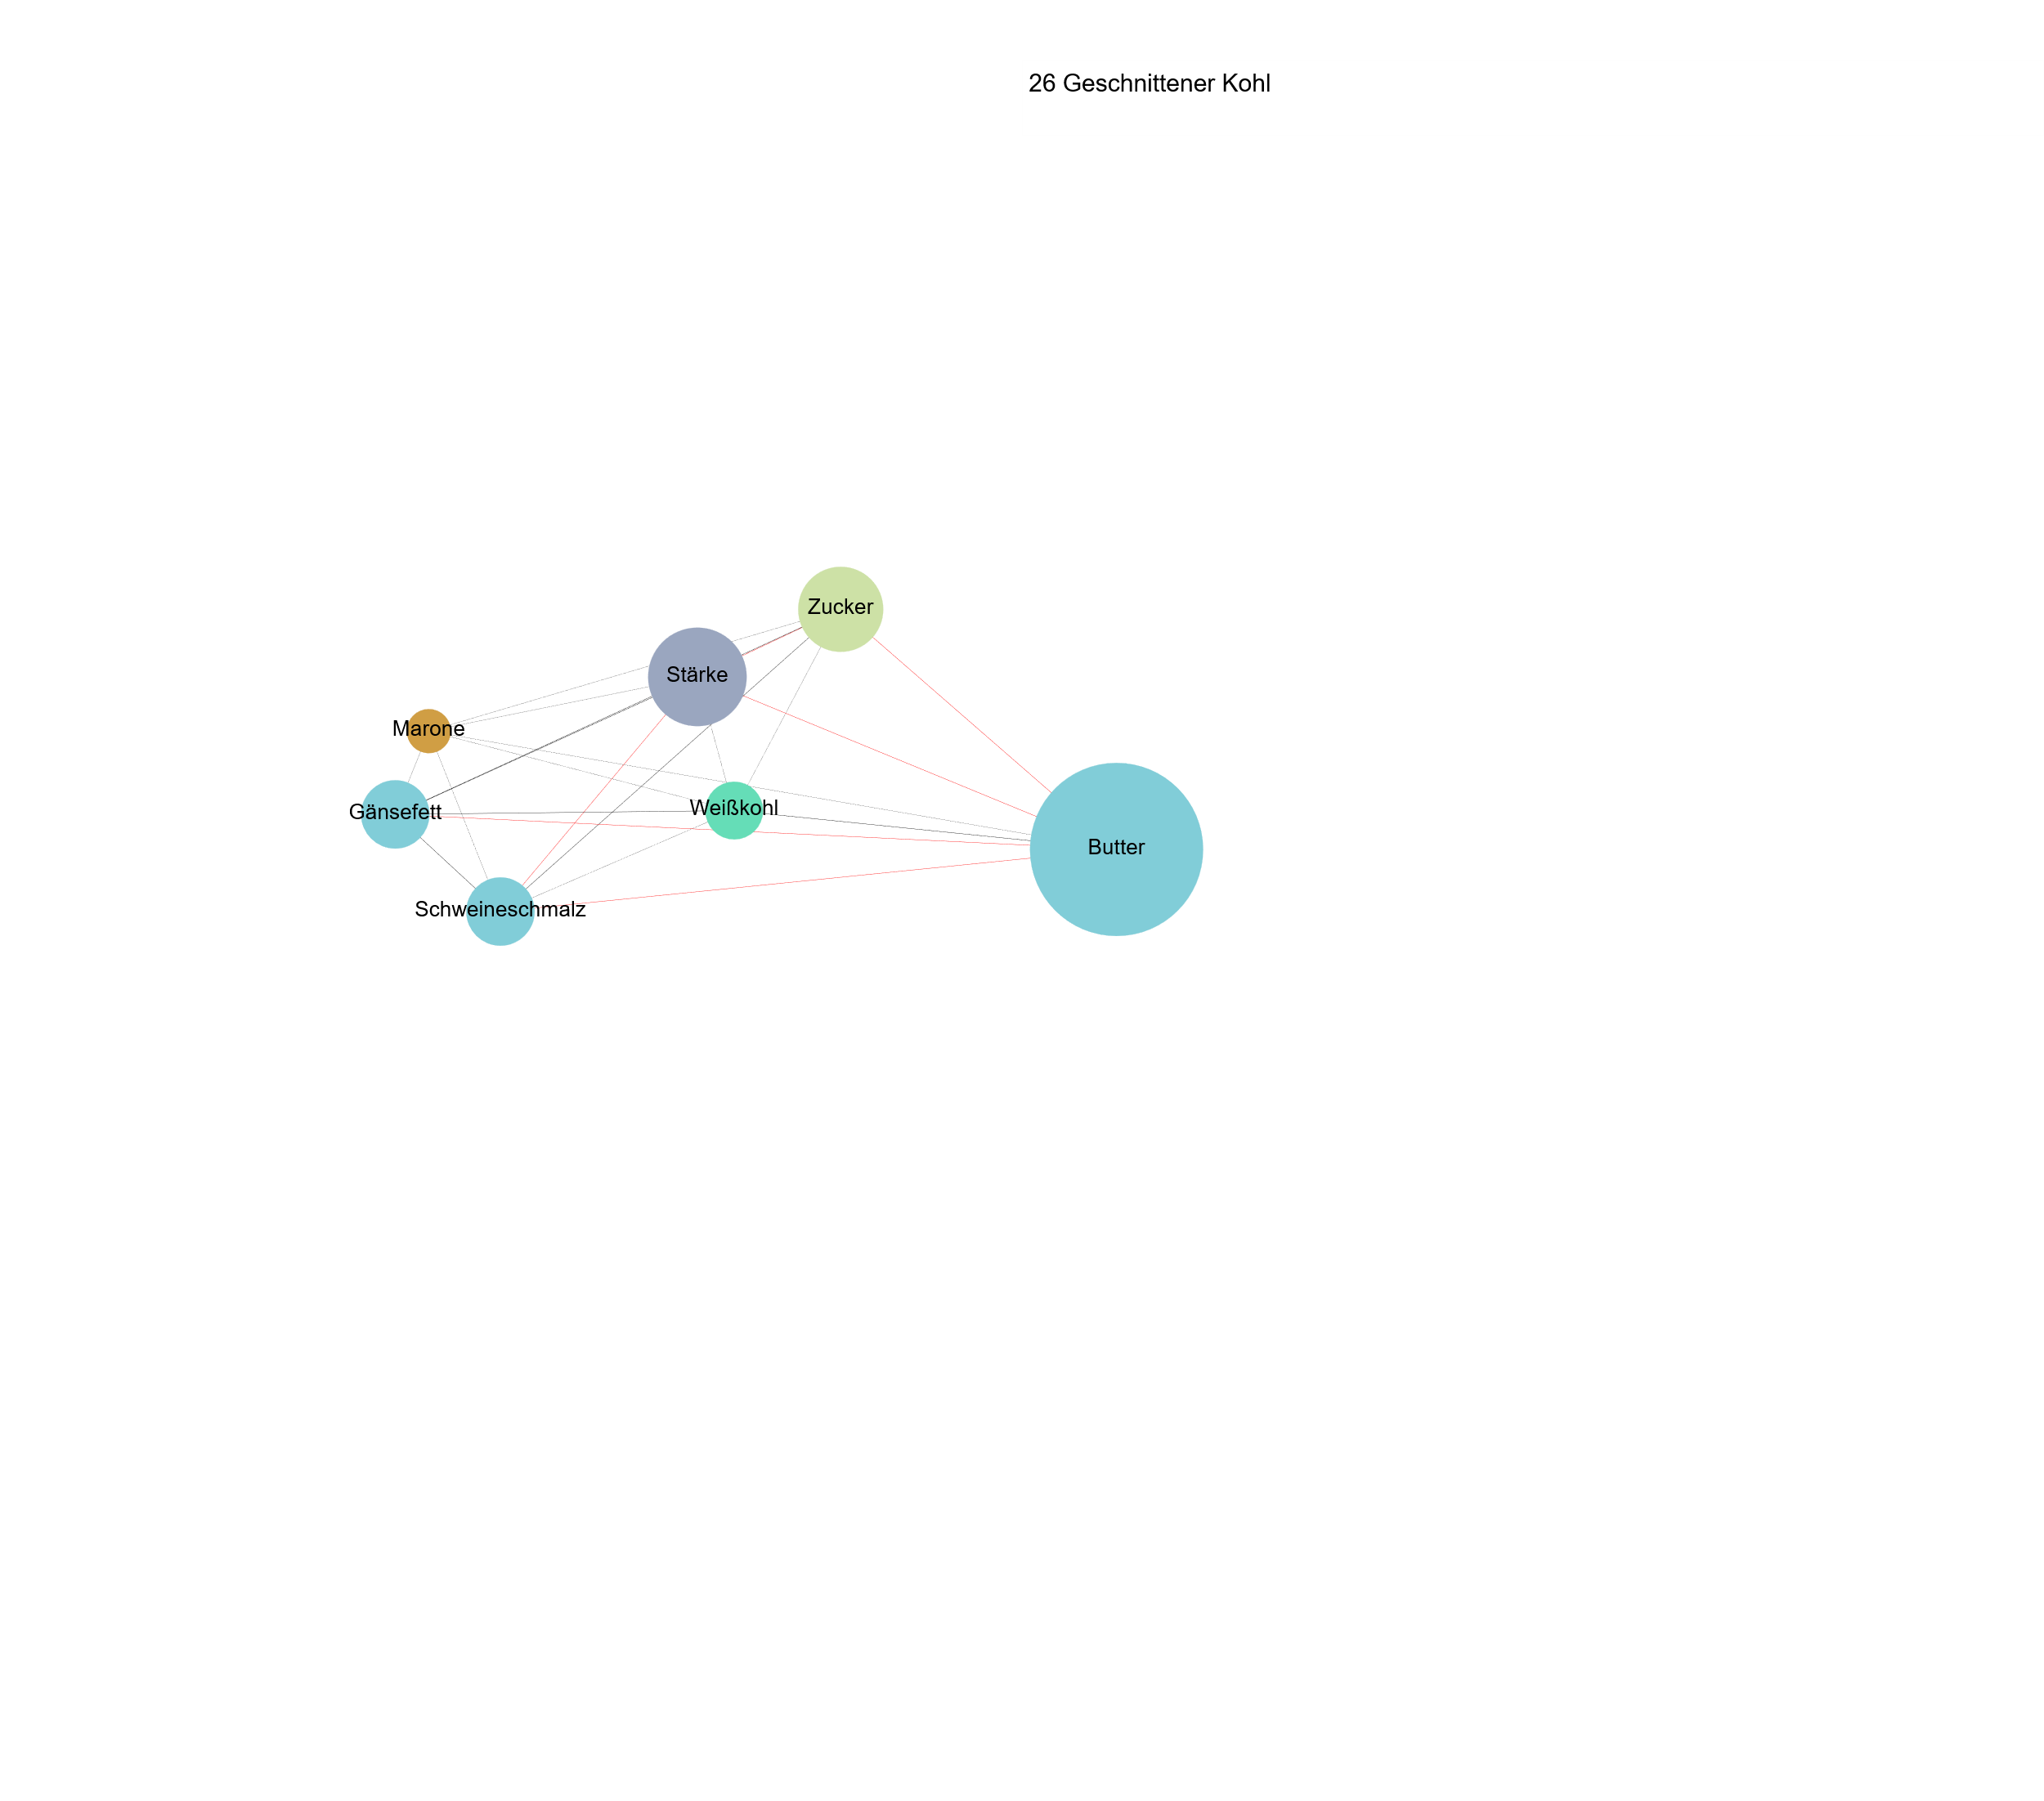 26 Geschnittener Kohl
Zucker
Stärke
Marone
Weißkohl
Gänsefett
Butter
Schweineschmalz